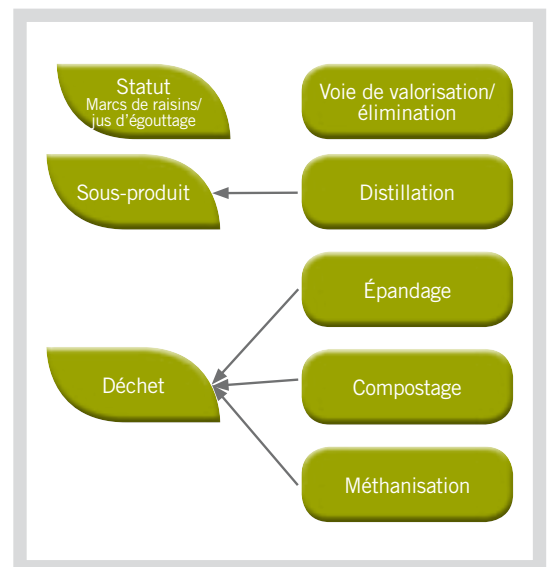 Statut
Marcs de raisins/
jus d'égouttage
Voie de valorisation/
élimination
Sous-produit
Distillation
Épandage
Déchet
Compostage
Méthanisation